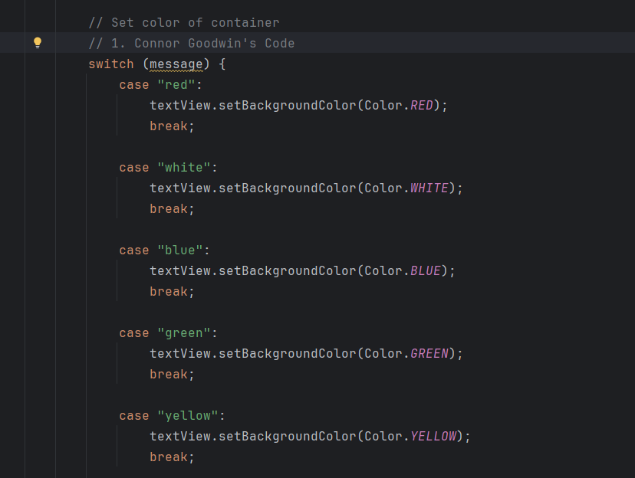 // Set color of container
// 1. Connor Goodwin's Code
switch (message) {
case "red":
textView.setBackgroundColor(Color.RED);
break;
case "white":
textView.setBackgroundColor(Color.WHITE);
break;
case "blue":
textView.setBackgroundColor(Color.BLUE);
break;
case "green":
textView.setBackgroundColor(Color.GREEN);
break;
case "yellow":
textView.setBackgroundColor(Color.YELLOW);
break;